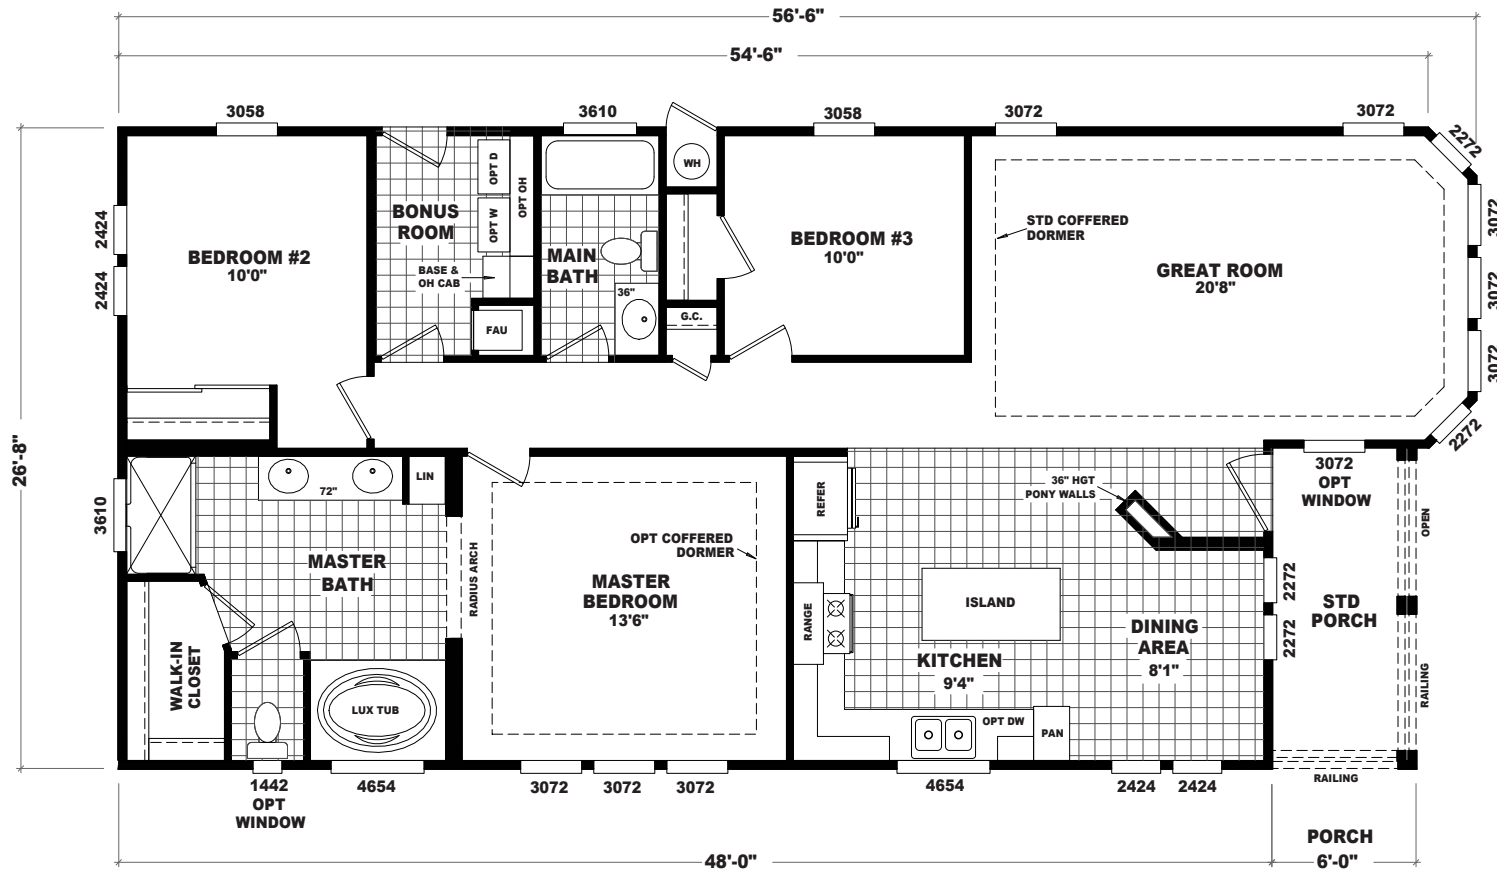 56'-6"
54'-6"
3058
3610
3058
3072
3072
2272
WH
OPT D
OPT OH
OPT W
BONUS
ROOM
2424
2424
BEDROOM #2
10'0"
BASE &
OH CAB
MAIN
BATH
36"
FAU
G.C.
BEDROOM #3
10'0"
STD COFFERED
DORMER
GREAT ROOM
20'8"
3072
3072
3072
2272
26'-8"
3610
72"
LIN
MASTER
BATH
RADIUS ARCH
OPT COFFERED
DORMER
MASTER
BEDROOM
13'6"
REFER
36" HGT
PONY WALLS
3072
OPT
WINDOW
OPEN
RANGE
ISLAND
2272
2272
STD
PORCH
DINING
AREA
8'1"
KITCHEN
9'4"
WALK-IN
CLOSET
LUX TUB
OPT DW
PAN
RAILING
RAILING
1442
OPT
WINDOW
4654
3072
3072
3072
4654
2424
2424
PORCH
48'-0"
6'-0"